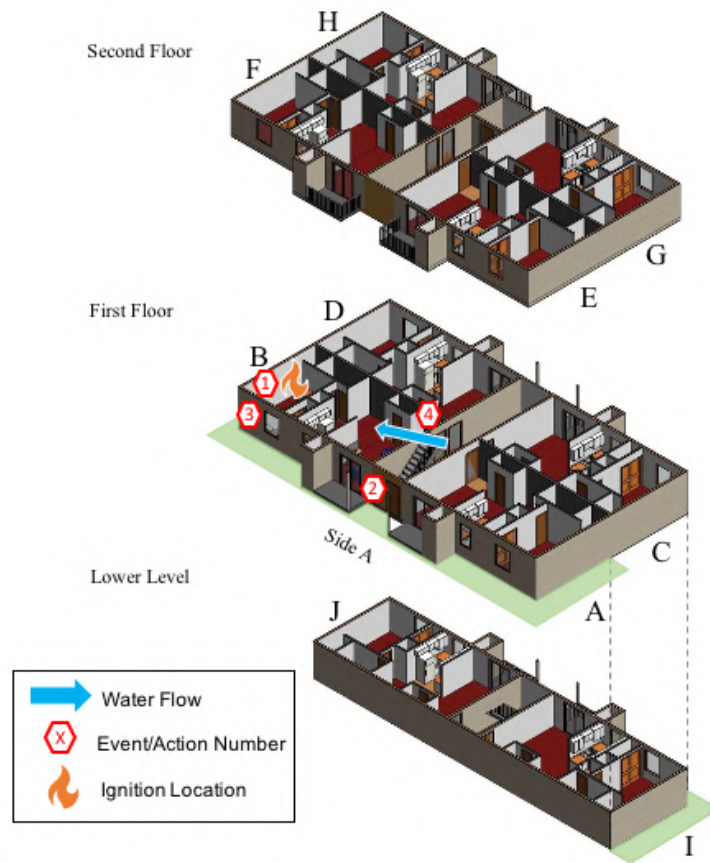 H
Second Floor
F
G
E
First Floor
D
B
1
3
4
2
Side A
C
Lower Level
A
J
Water Flow
X
Event/Action Number
Ignition Location
I